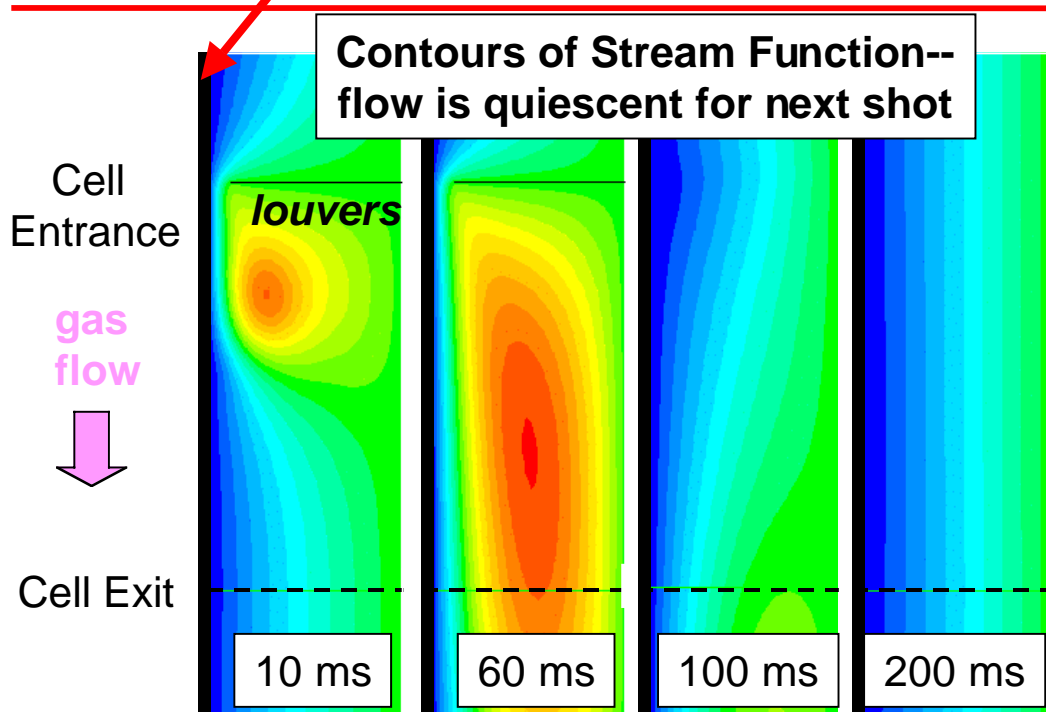 Contours of Stream Function--
flow is quiescent for next shot
Cell
Entrance
louvers
gas
flow
Cell Exit
10 ms
60 ms
100 ms
200 ms